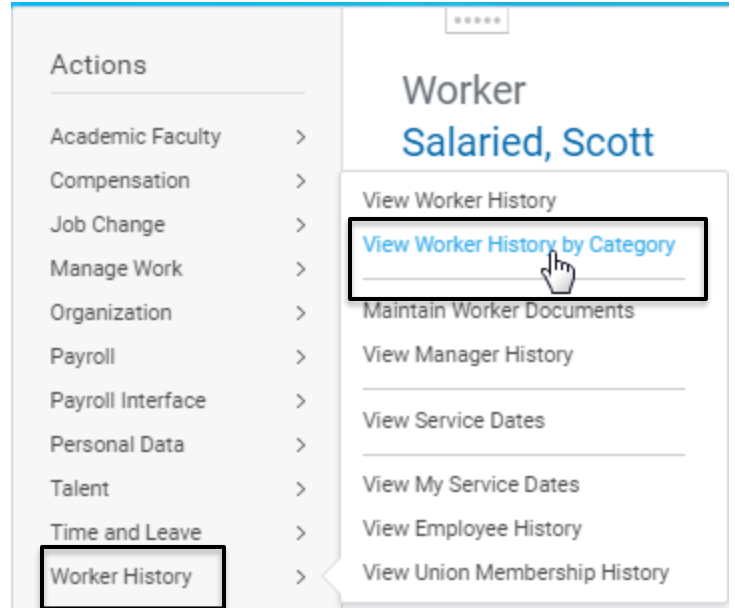 Actions
Academic Faculty
Compensation
Job Change
Manage Work
Organization
Payroll
Payroll Interface
Personal Data
Talent
Time and Leave
Worker History
Worker
Salaried, Scott
View Worker History
View Worker History by Category
Maintain Worker Documents
View Manager History
View Service Dates
View My Service Dates
View Employee History
View Union Membership History